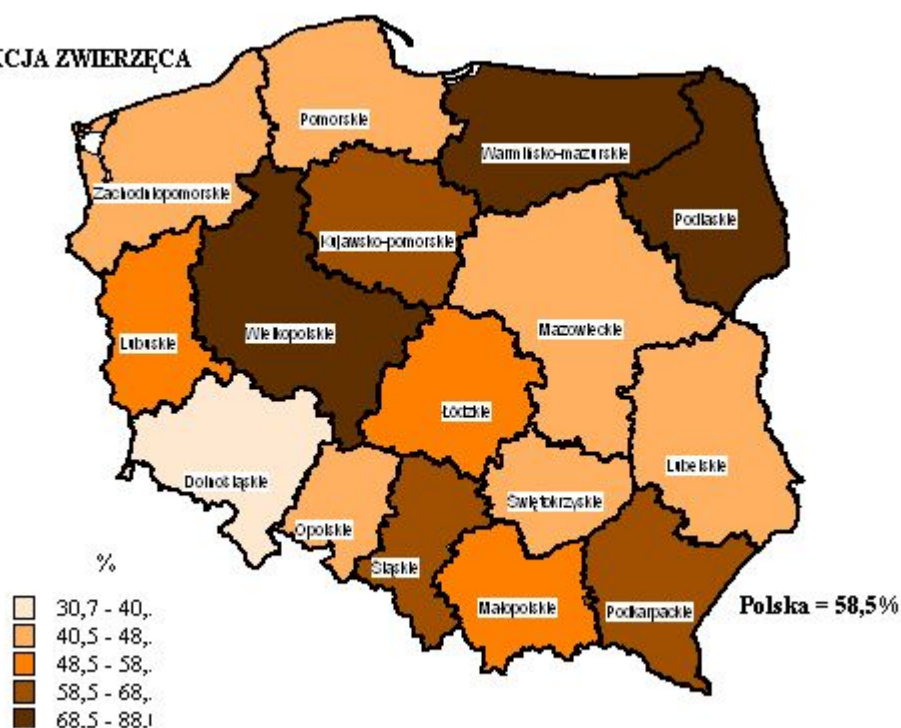 KCJA ZWIERZĘCA
Pomorskie
Warmińsko-mazurskie
Zachodniopomorskie
Podlaskie
Kujawsko-pomorskie
Wielkopolskie
Mazowieckie
Lubuskie
Łódzkie
Lubelskie
Dolnośląskie
Świętokrzyskie
Opolskie
Śląskie
Małopolskie
Podkarpackie
Polska = 58,5%
%
30,7 - 40,
40,5 - 48,
48,5 - 58,
58,5 - 68,
68,5 - 88,